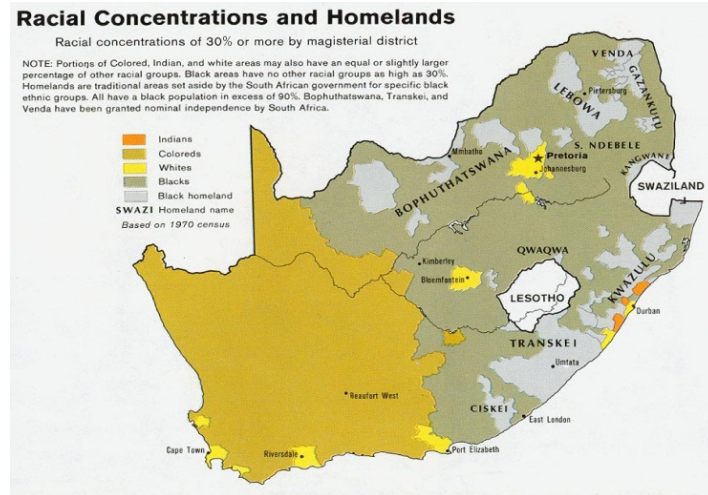 Racial Concentrations and Homelands
Racial concentrations of 30% or more by magisterial district
NOTE: Portions of Colored, Indian, and white areas may also have an equal or slightly larger
percentage of other racial groups. Black areas have no other racial groups as high as 30%.
Homelands are traditional areas set aside by the South African government for specific black
ethnic groups. All have a black population in excess of 90%. Bophuthatswana, Transkei, and
Venda have been granted nominal independence by South Africa.
Indians
Coloreds
Whites
Blacks
Black homeland
SWAZI Homeland name
Based on 1970 census
VENDA
GAZANKULU
LEBOWA
Pietersburg
S. NDEBELE
Mmbatho
Pretoria
Johannesburg
KANGWANE
BOPHUTHATSWANA
SWAZILAND
QWAQWA
Kimberley
Bloemfontein
KWAZULU
LESOTHO
Durban
TRANSKEI
Umtata
Beaufort West
CISKEI
East London
Cape Town
Riversdale
Port Elizabeth